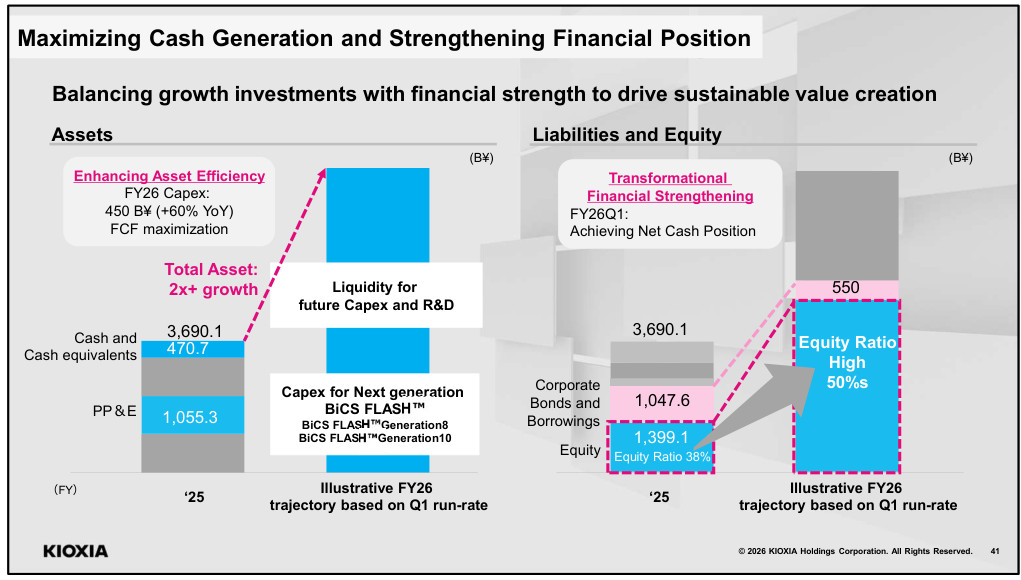 Maximizing Cash Generation and Strengthening Financial Position
Balancing growth investments with financial strength to drive sustainable value creation
Assets
(B¥)
Enhancing Asset Efficiency
FY26 Capex:
450 B¥ (+60% YoY)
FCF maximization
Total Asset:
2x+ growth
Liquidity for
future Capex and R&D
3,690.1
Cash and
Cash equivalents
470.7
PP&E
1,055.3
Capex for Next generation
BiCS FLASH™
BiCS FLASH™Generation8
BiCS FLASH™Generation10
(FY)
‘25
Illustrative FY26
trajectory based on Q1 run-rate
Liabilities and Equity
(B¥)
Transformational
Financial Strengthening
FY26Q1:
Achieving Net Cash Position
550
3,690.1
Equity Ratio
High
50%s
Corporate
Bonds and
Borrowings
1,047.6
Equity
1,399.1
Equity Ratio 38%
‘25
Illustrative FY26
trajectory based on Q1 run-rate
KIOXIA
© 2026 KIOXIA Holdings Corporation. All Rights Reserved.
41